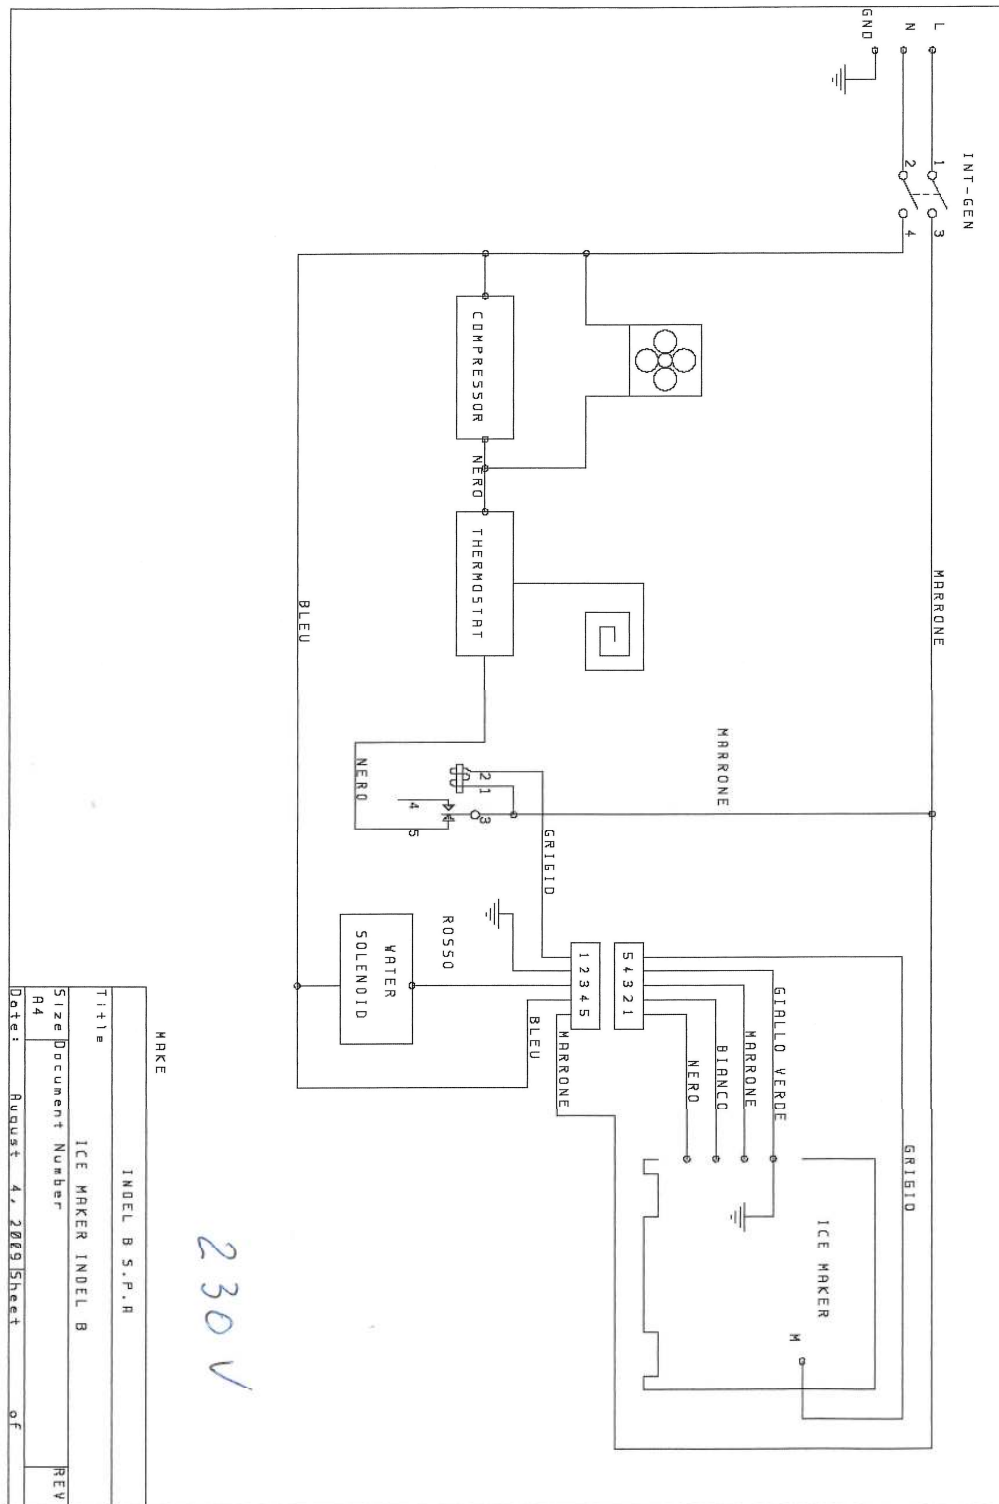 L
N
GND
INT-GEN
1
2
3
4
COMPRESSOR
NERO
THERMOSTAT
MARRONE
BLEU
MARRONE
NERO
2 1
3
4
5
GRIGIO
ROSSO
WATER
SOLENOID
1 2 3 4 5
5 4 3 2 1
BLEU
MARRONE
GIALLO VERDE
MARRONE
BIANCO
NERO
GRIGIO
ICE MAKER
M
230V
MAKE
INDEL B S.P.A
Title
ICE MAKER INDEL B
Size Document Number
REV
A4
Date: August 4, 2009 Sheet of